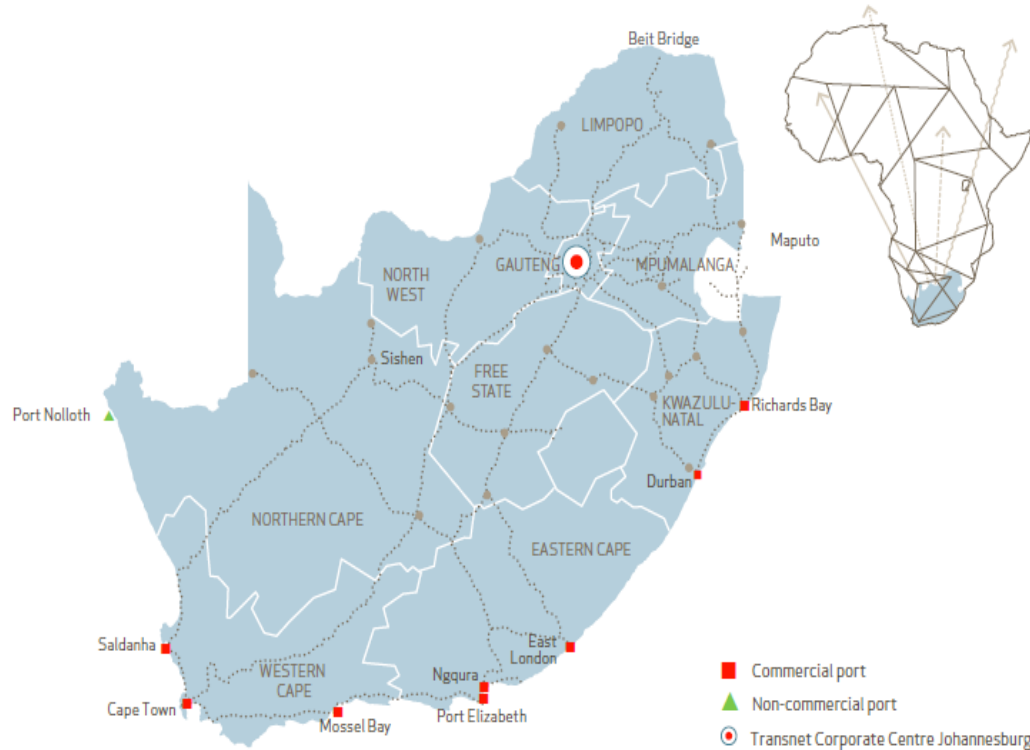 Beit Bridge
LIMPOPO
Maputo
NORTH
WEST
GAUTENG
MPUMALANGA
Sishen
FREE
STATE
KWAZULU-
NATAL
Richards Bay
Port Nolloth
Durban
NORTHERN CAPE
EASTERN CAPE
Saldanha
East
London
WESTERN
CAPE
Ngqura
Cape Town
Mossel Bay
Port Elizabeth
Commercial port
Non-commercial port
Transnet Corporate Centre Johannesburg